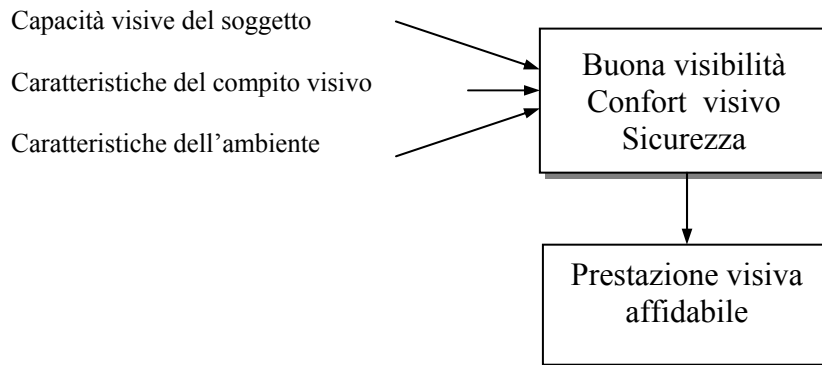 Capacità visive del soggetto
Caratteristiche del compito visivo
Caratteristiche dell’ambiente
Buona visibilità
Confort visivo
Sicurezza
Prestazione visiva
affidabile